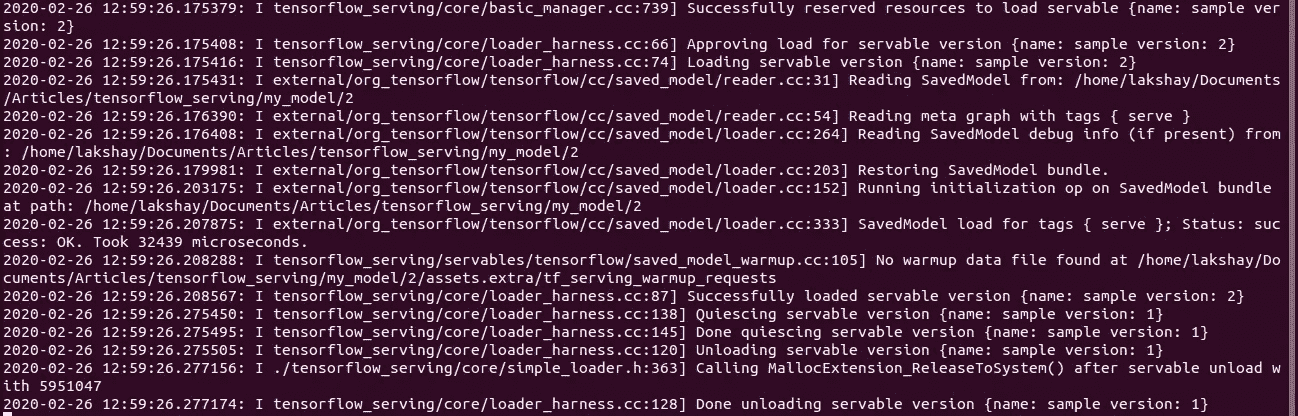 2020-02-26 12:59:26.175379: I tensorflow_serving/core/basic_manager.cc:739] Successfully reserved resources to load servable {name: sample ver
sion: 2}
2020-02-26 12:59:26.175408: I tensorflow_serving/core/loader_harness.cc:66] Approving load for servable version {name: sample version: 2}
2020-02-26 12:59:26.175416: I tensorflow_serving/core/loader_harness.cc:74] Loading servable version {name: sample version: 2}
2020-02-26 12:59:26.175431: I external/org_tensorflow/tensorflow/cc/saved_model/reader.cc:31] Reading SavedModel from: /home/lakshay/Documents
/Articles/tensorflow_serving/my_model/2
2020-02-26 12:59:26.176390: I external/org_tensorflow/tensorflow/cc/saved_model/reader.cc:54] Reading meta graph with tags { serve }
2020-02-26 12:59:26.176408: I external/org_tensorflow/tensorflow/cc/saved_model/loader.cc:264] Reading SavedModel debug info (if present) from
: /home/lakshay/Documents/Articles/tensorflow_serving/my_model/2
2020-02-26 12:59:26.179981: I external/org_tensorflow/tensorflow/cc/saved_model/loader.cc:203] Restoring SavedModel bundle.
2020-02-26 12:59:26.203175: I external/org_tensorflow/tensorflow/cc/saved_model/loader.cc:152] Running initialization op on SavedModel bundle
at path: /home/lakshay/Documents/Articles/tensorflow_serving/my_model/2
2020-02-26 12:59:26.207875: I external/org_tensorflow/tensorflow/cc/saved_model/loader.cc:333] SavedModel load for tags { serve }; Status: suc
cess: OK. Took 32439 microseconds.
2020-02-26 12:59:26.208288: I tensorflow_serving/servables/tensorflow/saved_model_warmup.cc:105] No warmup data file found at /home/lakshay/Do
cuments/Articles/tensorflow_serving/my_model/2/assets.extra/tf_serving_warmup_requests
2020-02-26 12:59:26.208567: I tensorflow_serving/core/loader_harness.cc:87] Successfully loaded servable version {name: sample version: 2}
2020-02-26 12:59:26.275450: I tensorflow_serving/core/loader_harness.cc:138] Quiescing servable version {name: sample version: 1}
2020-02-26 12:59:26.275495: I tensorflow_serving/core/loader_harness.cc:145] Done quiescing servable version {name: sample version: 1}
2020-02-26 12:59:26.275505: I tensorflow_serving/core/loader_harness.cc:120] Unloading servable version {name: sample version: 1}
2020-02-26 12:59:26.277156: I ./tensorflow_serving/core/simple_loader.h:363] Calling MallocExtension_ReleaseToSystem() after servable unload w
ith 5951047
2020-02-26 12:59:26.277174: I tensorflow_serving/core/loader_harness.cc:128] Done unloading servable version {name: sample version: 1}